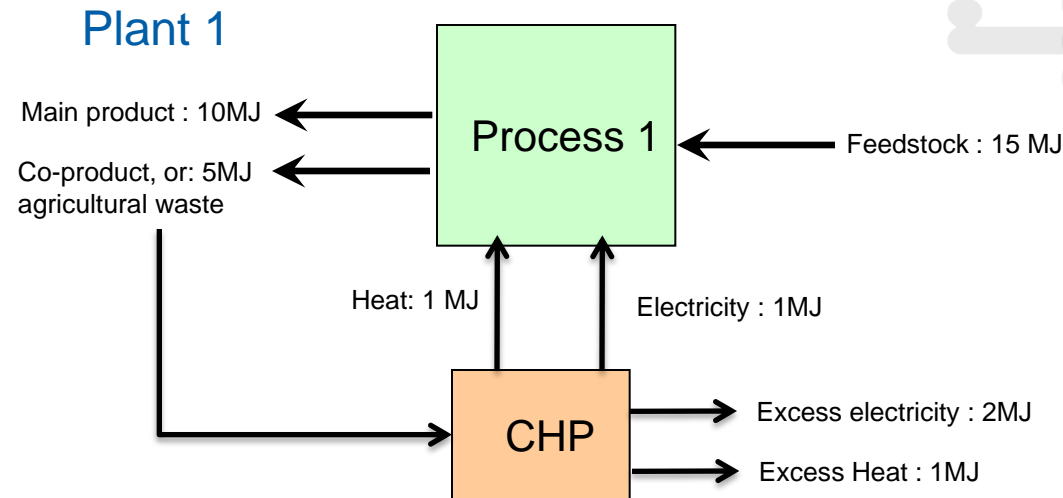 Plant 1
Main product : 10MJ
Process 1
Feedstock : 15 MJ
Co-product, or: 5MJ
agricultural waste
Heat: 1 MJ
Electricity : 1MJ
CHP
Excess electricity : 2MJ
Excess Heat : 1MJ